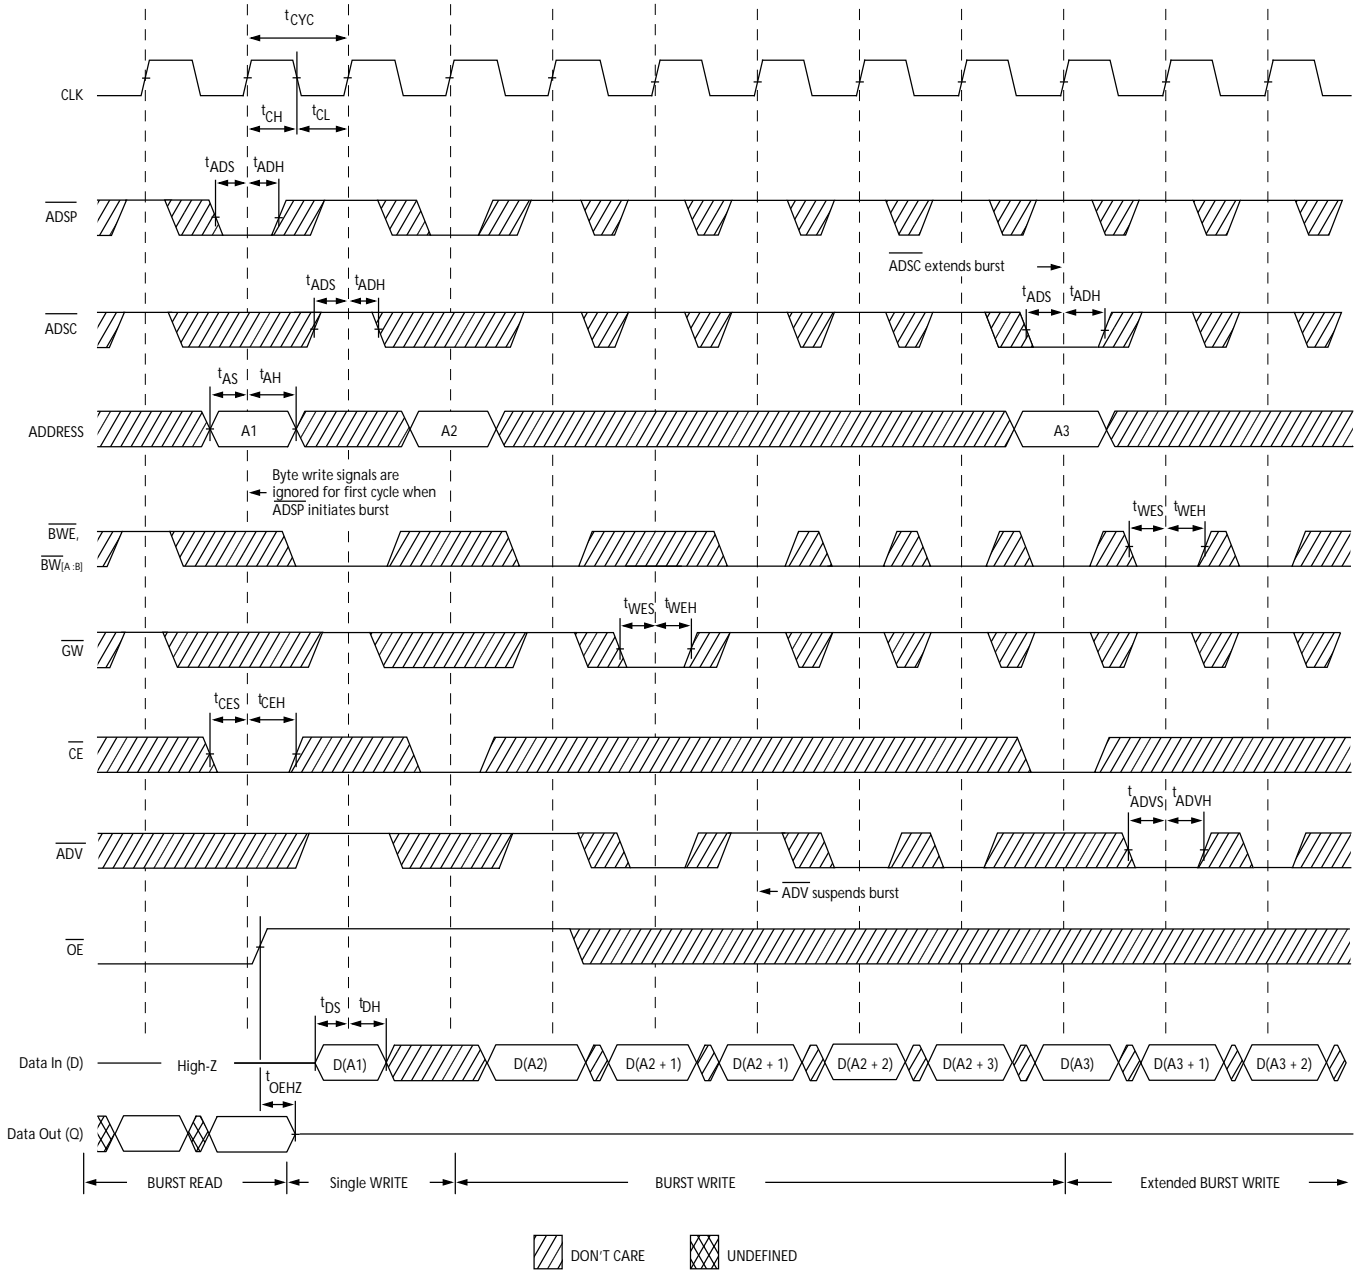 tCYC
CLK
tCH
tCL
tADS
tADH
ADSP
ADSC extends burst
tADS
tADH
tADS
tADH
ADSC
tAS
tAH
ADDRESS
A1
A2
A3
Byte write signals are
ignored for first cycle when
ADSP initiates burst
BWE,
BW[A :B]
tWES
tWEH
tWES
tWEH
GW
tCES
tCEH
CE
tADVS
tADVH
ADV
ADV suspends burst
OE
tDS
tDH
Data In (D)
High-Z
D(A1)
D(A2)
D(A2 + 1)
D(A2 + 1)
D(A2 + 2)
D(A2 + 3)
D(A3)
D(A3 + 1)
D(A3 + 2)
tOEHZ
Data Out (Q)
BURST READ
Single WRITE
BURST WRITE
Extended BURST WRITE
DON'T CARE
UNDEFINED